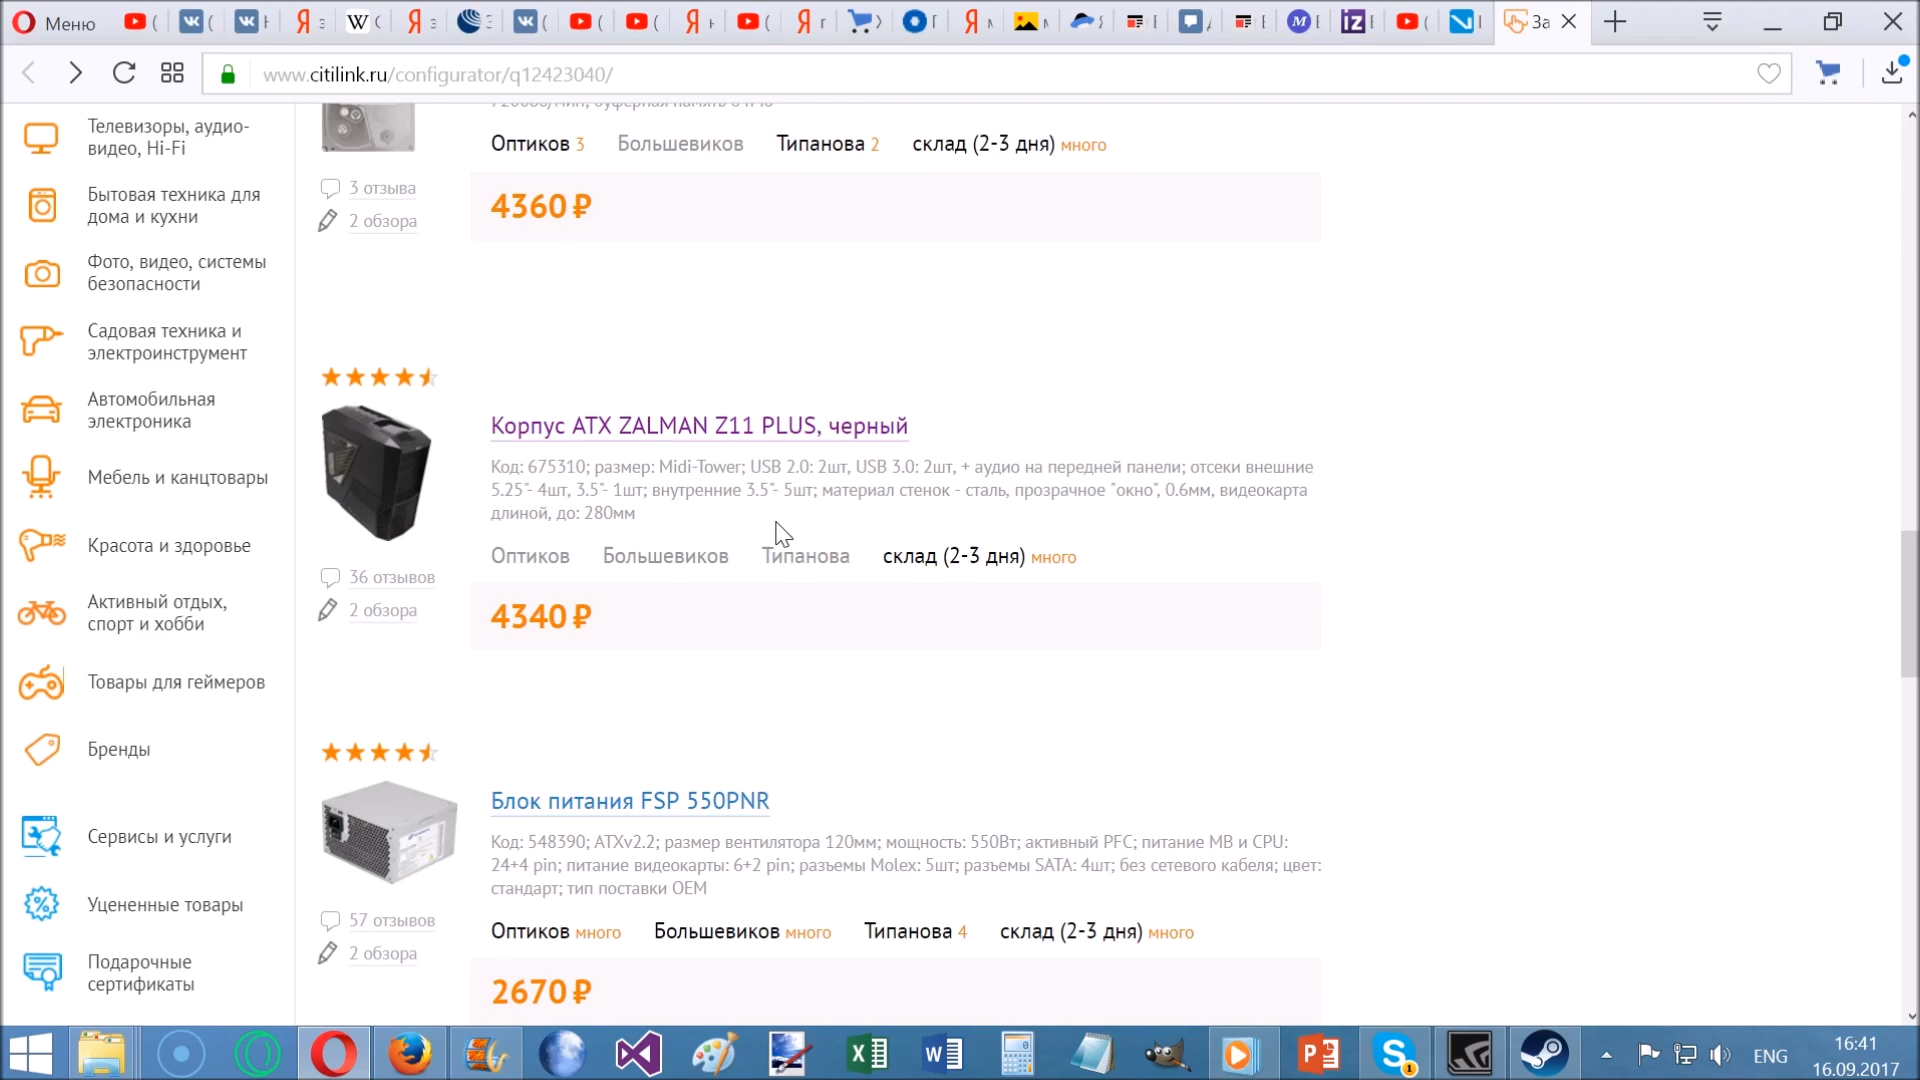 Меню
За
www.citilink.ru/configurator/q12423040/
Телевизоры, аудио-
видео, Hi-Fi
Бытовая техника для
дома и кухни
Фото, видео, системы
безопасности
Садовая техника и
электроинструмент
Автомобильная
электроника
Мебель и канцтовары
Красота и здоровье
Активный отдых,
спорт и хобби
Товары для геймеров
Бренды
Сервисы и услуги
Уцененные товары
Подарочные
сертификаты
Оптиков 3 Большевиков Типанова 2 склад (2-3 дня) много
3 отзыва
2 обзора
4360 ₽
Корпус ATX ZALMAN Z11 PLUS, черный
Код: 675310; размер: Midi-Tower; USB 2.0: 2шт, USB 3.0: 2шт, + аудио на передней панели; отсеки внешние
5.25"- 4шт, 3.5"- 1шт; внутренние 3.5"- 5шт; материал стенок - сталь, прозрачное "окно", 0.6мм, видеокарта
длиной, до: 280мм
Оптиков Большевиков Типанова склад (2-3 дня) много
36 отзывов
2 обзора
4340 ₽
Блок питания FSP 550PNR
Код: 548390; ATXv2.2; размер вентилятора 120мм; мощность: 550Вт; активный PFC; питание MB и CPU:
24+4 pin; питание видеокарты: 6+2 pin; разъемы Molex: 5шт; разъемы SATA: 4шт; без сетевого кабеля; цвет:
стандарт; тип поставки OEM
Оптиков много Большевиков много Типанова 4 склад (2-3 дня) много
57 отзывов
2 обзора
2670 ₽
ENG
16:41
16.09.2017